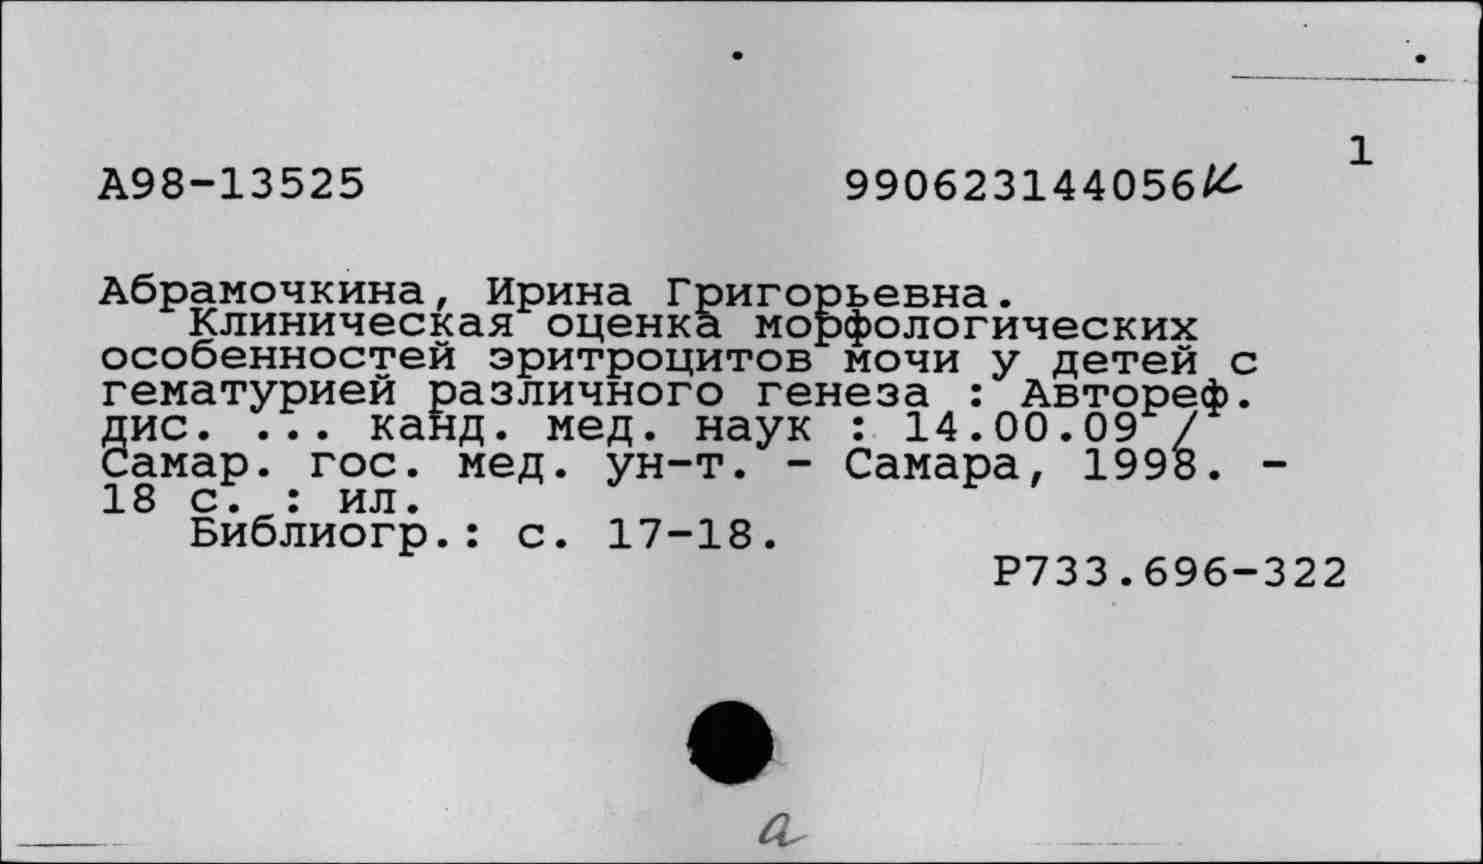 1
А98-13525 990623144056К
Абрамочкина, Ирина Григорьевна.
Клиническая оценка морфологических
особенностей эритроцитов мочи у детей с
гематурией различного генеза : Автореф.
дис. ... канд. мед. наук : 14.00.09 /
Самар. гос. мед. ун-т. - Самара, 1998. -
18 с. : ил.
Библиогр.: с. 17-18.
Р733.696-322
а